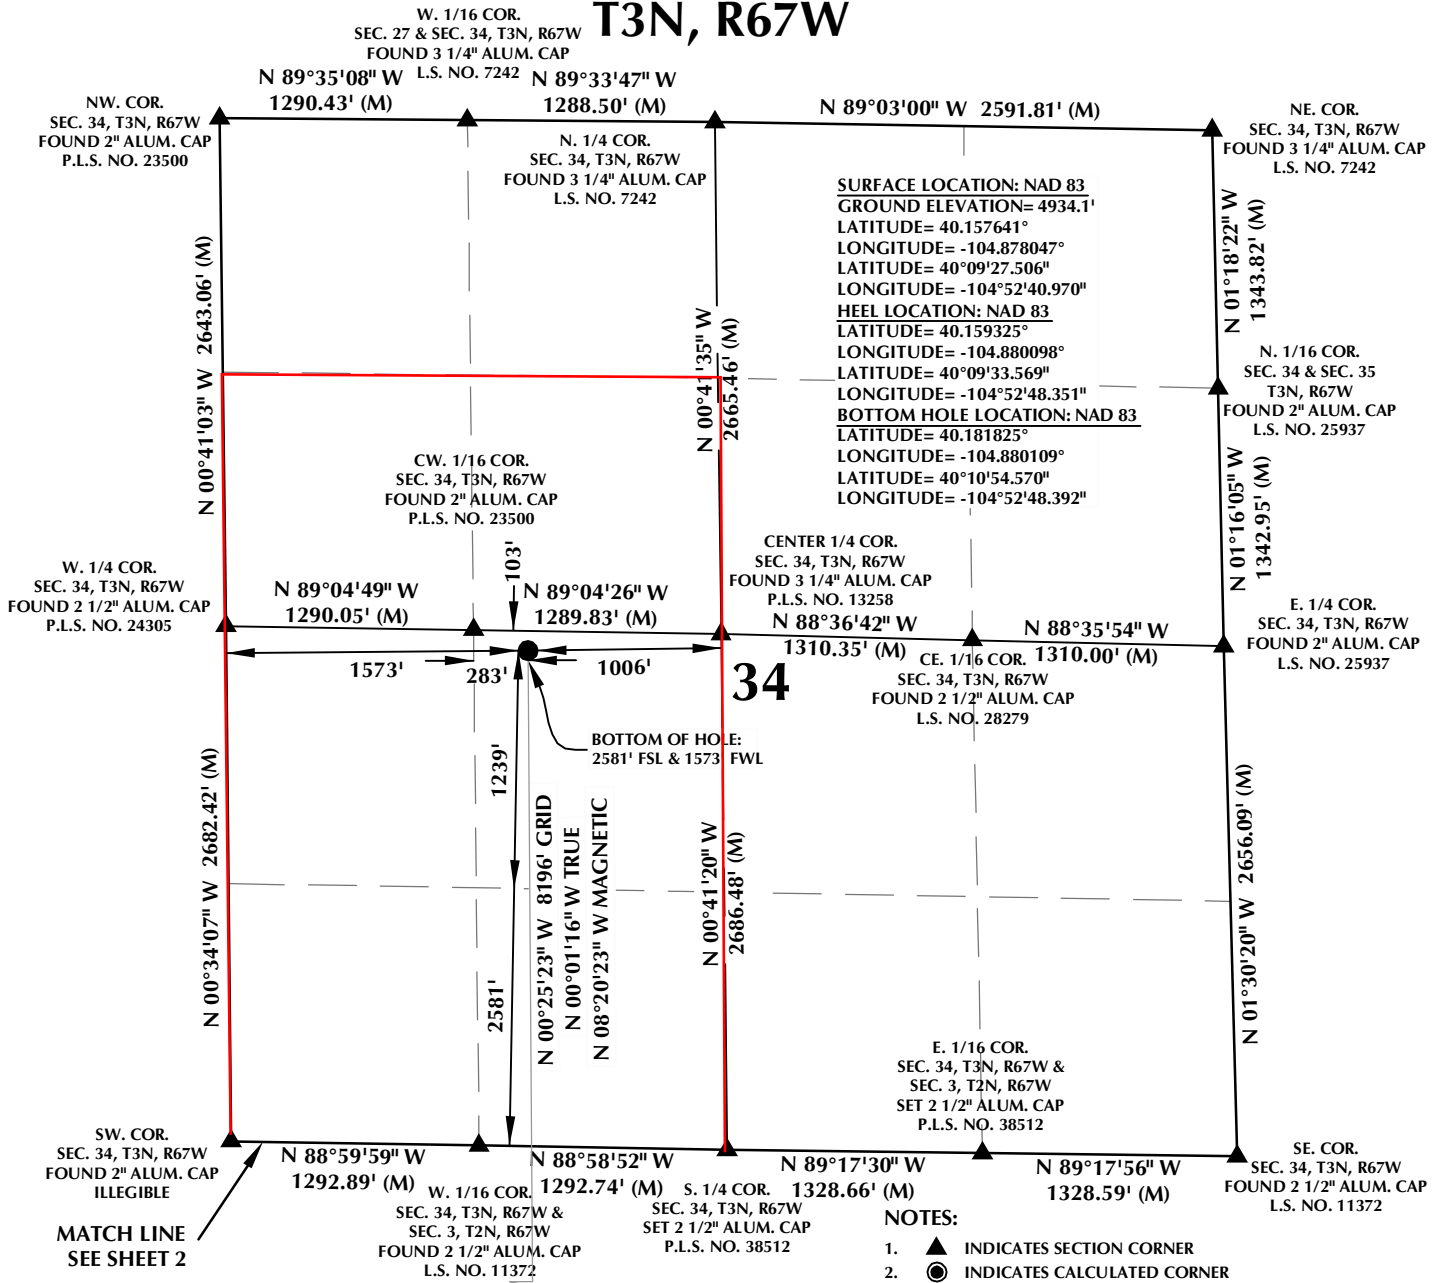 T3N, R67W
W. 1/16 COR.
SEC. 27 & SEC. 34, T3N, R67W
FOUND 3 1/4" ALUM. CAP
L.S. NO. 7242
N 89°35'08" W
1290.43' (M)
N 89°33'47" W
1288.50' (M)
N 89°03'00" W 2591.81' (M)
NW. COR.
SEC. 34, T3N, R67W
FOUND 2" ALUM. CAP
P.L.S. NO. 23500
N. 1/4 COR.
SEC. 34, T3N, R67W
FOUND 3 1/4" ALUM. CAP
L.S. NO. 7242
NE. COR.
SEC. 34, T3N, R67W
FOUND 3 1/4" ALUM. CAP
L.S. NO. 7242
SURFACE LOCATION: NAD 83
GROUND ELEVATION= 4934.1'
LATITUDE= 40.157641°
LONGITUDE= -104.878047°
LATITUDE= 40°09'27.506"
LONGITUDE= -104°52'40.970"
HEEL LOCATION: NAD 83
LATITUDE= 40.159325°
LONGITUDE= -104.880098°
LATITUDE= 40°09'33.569"
LONGITUDE= -104°52'48.351"
BOTTOM HOLE LOCATION: NAD 83
LATITUDE= 40.181825°
LONGITUDE= -104.880109°
LATITUDE= 40°10'54.570"
LONGITUDE= -104°52'48.392"
N 00°41'03" W 2643.06' (M)
N 00°41'35" W
2665.46' (M)
N 01°18'22" W
1343.82' (M)
N. 1/16 COR.
SEC. 34 & SEC. 35
T3N, R67W
FOUND 2" ALUM. CAP
L.S. NO. 25937
N 01°16'05" W
1342.95' (M)
CW. 1/16 COR.
SEC. 34, T3N, R67W
FOUND 2" ALUM. CAP
P.L.S. NO. 23500
103'
CENTER 1/4 COR.
SEC. 34, T3N, R67W
FOUND 3 1/4" ALUM. CAP
P.L.S. NO. 13258
W. 1/4 COR.
SEC. 34, T3N, R67W
FOUND 2 1/2" ALUM. CAP
P.L.S. NO. 24305
N 89°04'49" W
1290.05' (M)
N 89°04'26" W
1289.83' (M)
N 88°36'42" W
1310.35' (M)
N 88°35'54" W
1310.00' (M)
E. 1/4 COR.
SEC. 34, T3N, R67W
FOUND 2" ALUM. CAP
L.S. NO. 25937
1573'
283'
1006'
34
CE. 1/16 COR.
SEC. 34, T3N, R67W
FOUND 2 1/2" ALUM. CAP
L.S. NO. 28279
BOTTOM OF HOLE:
2581' FSL & 1573' FWL
1239'
2581'
N 00°25'23" W 8196' GRID
N 00°01'16" W TRUE
N 08°20'23" W MAGNETIC
N 00°34'07" W 2682.42' (M)
N 00°41'20" W
2686.48' (M)
N 01°30'20" W 2656.09' (M)
E. 1/16 COR.
SEC. 34, T3N, R67W &
SEC. 3, T2N, R67W
SET 2 1/2" ALUM. CAP
P.L.S. NO. 38512
SW. COR.
SEC. 34, T3N, R67W
FOUND 2" ALUM. CAP
ILLEGIBLE
N 88°59'59" W
1292.89' (M)
N 88°58'52" W
1292.74' (M)
N 89°17'30" W
1328.66' (M)
N 89°17'56" W
1328.59' (M)
SE. COR.
SEC. 34, T3N, R67W
FOUND 2 1/2" ALUM. CAP
L.S. NO. 11372
W. 1/16 COR.
SEC. 34, T3N, R67W &
SEC. 3, T2N, R67W
FOUND 2 1/2" ALUM. CAP
L.S. NO. 11372
S. 1/4 COR.
SEC. 34, T3N, R67W
SET 2 1/2" ALUM. CAP
P.L.S. NO. 38512
MATCH LINE
SEE SHEET 2
NOTES:
1. INDICATES SECTION CORNER
2. INDICATES CALCULATED CORNER